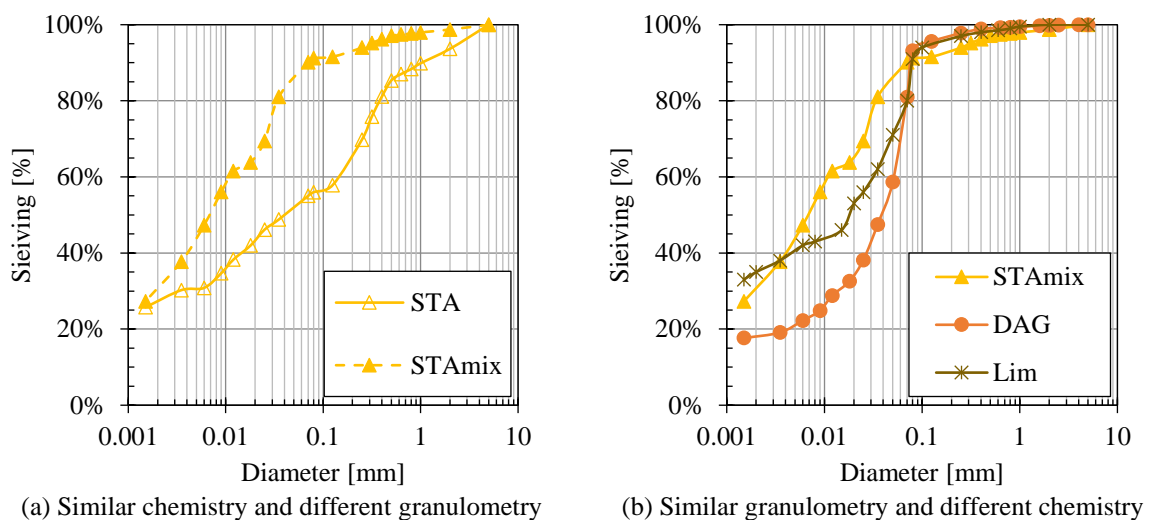 100%
80%
60%
40%
20%
0%
Sieiving [%]
0.001 0.01 0.1 1 10
Diameter [mm]
STA
STAmix
(a) Similar chemistry and different granulometry
100%
80%
60%
40%
20%
0%
Sieiving [%]
0.001 0.01 0.1 1 10
Diameter [mm]
STAmix
DAG
Lim
(b) Similar granulometry and different chemistry